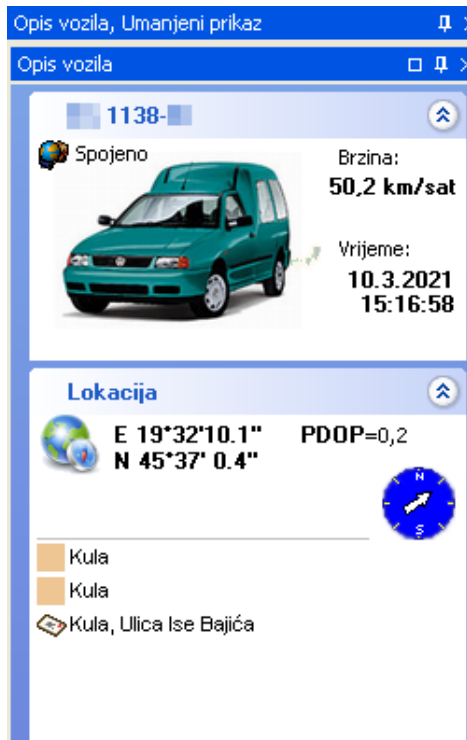 Opis vozila, Umanjeni prikaz
Opis vozila
1138-
Spojeno
Brzina:
50,2 km/sat
Vrijeme:
10.3.2021
15:16:58
Lokacija
E 19°32'10.1"
PDOP=0,2
N 45°37' 0.4"
N
S
Kula
Kula
Kula, Ulica Ise Bajića